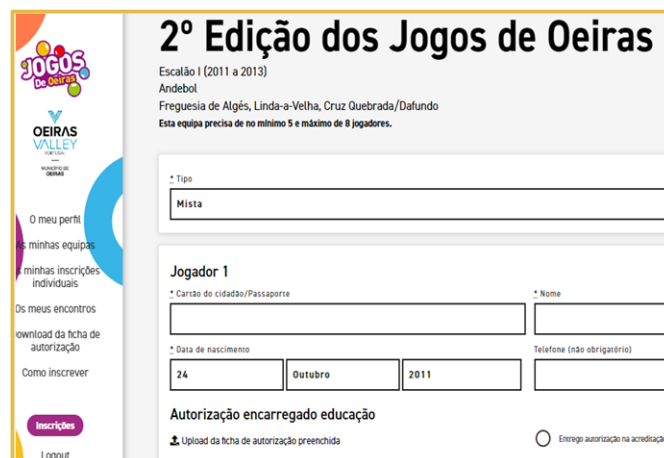 JOGOS
De Oeiras
OEIRAS
VALLEY
PORTUGAL
MUNICÍPIO DE
OEIRAS
O meu perfil
As minhas equipas
minhas inscrições
individuais
Os meus encontros
Download da ficha de
autorização
Como inscrever
Inscrições
Logout
2º Edição dos Jogos de Oeiras
Escalão I (2011 a 2013)
Andebol
Freguesia de Algés, Linda-a-Velha, Cruz Quebrada/Dafundo
Esta equipa precisa de no mínimo 5 e máximo de 8 jogadores.
* Tipo
Mista
Jogador 1
* Cartão do cidadão/Passaporte
* Nome
* Data de nascimento
Telefone (não obrigatório)
24
Outubro
2011
Autorização encarregado educação
Upload da ficha de autorização preenchida
Entrego autorização na acreditação